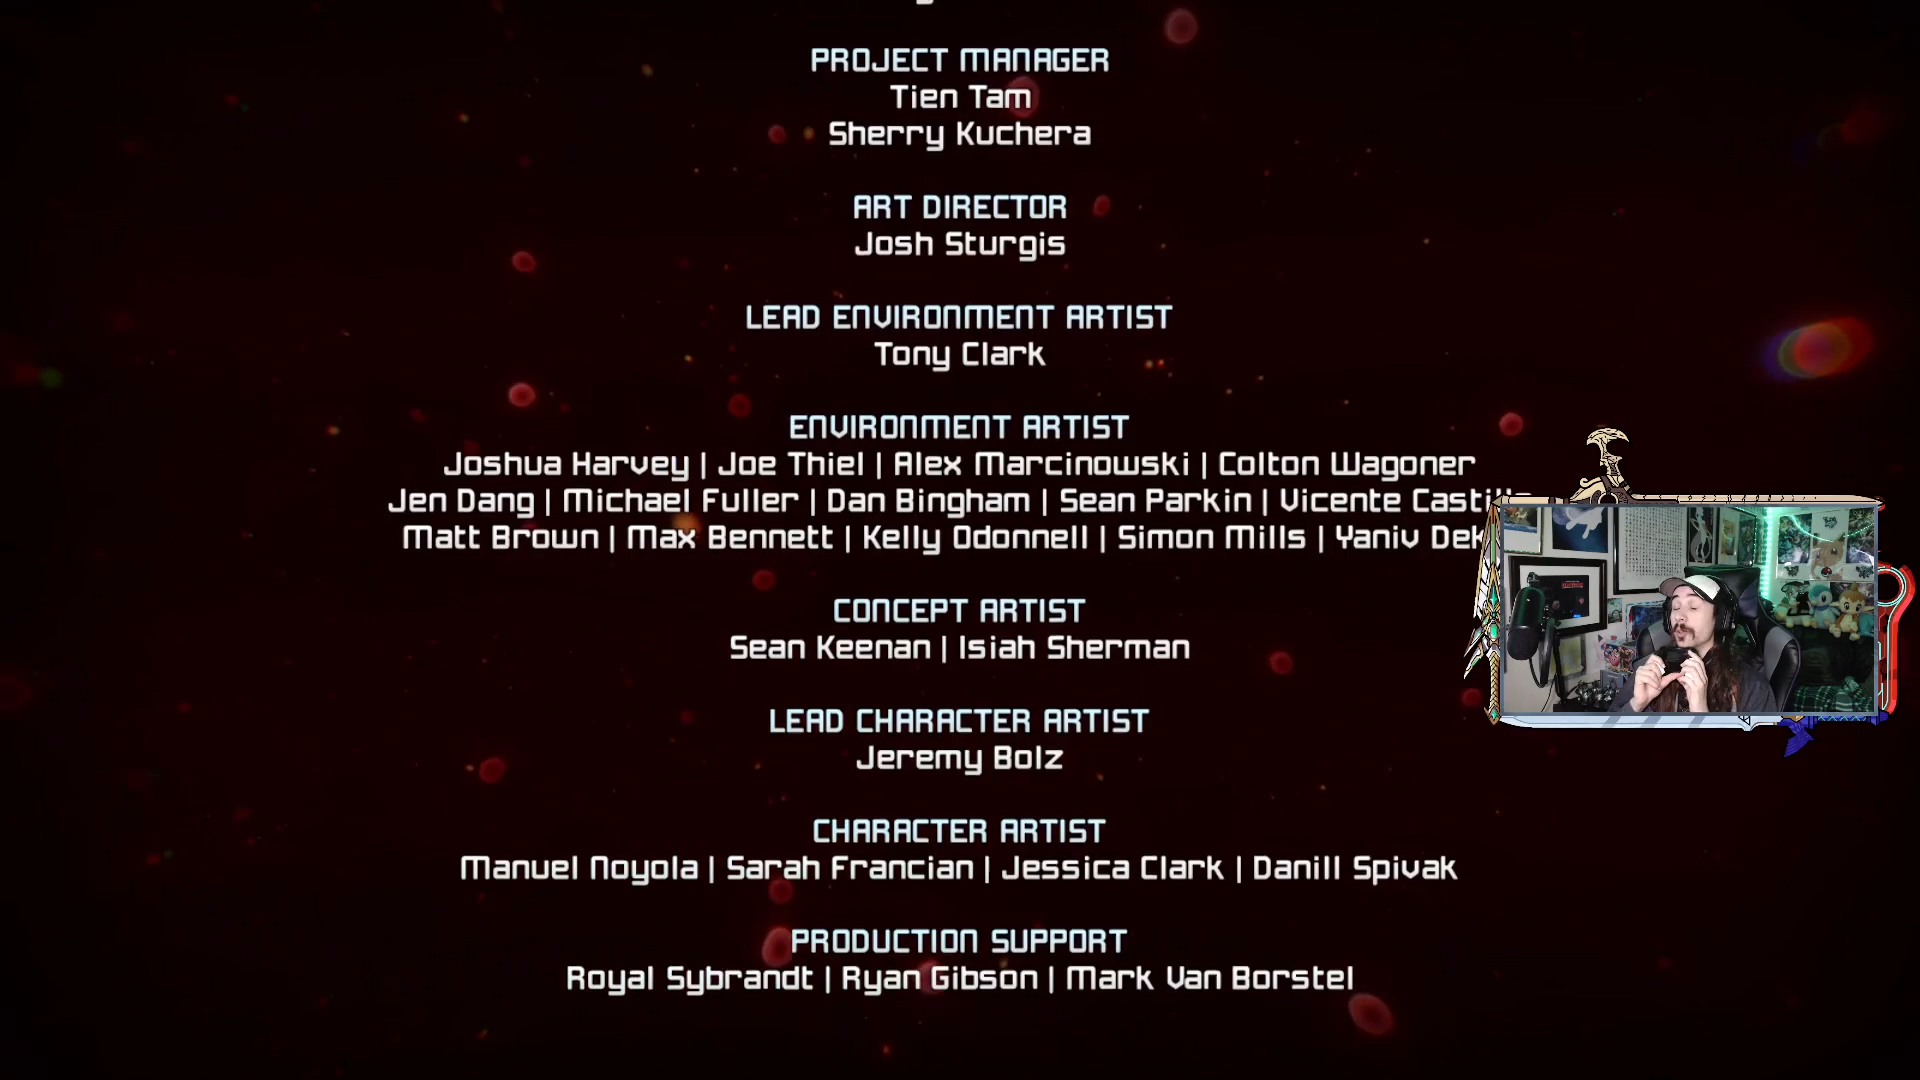 PROJECT MANAGER
Tien Tam
Sherry Kuchera
ART DIRECTOR
Josh Sturgis
LEAD ENVIRONMENT ARTIST
Tony Clark
ENVIRONMENT ARTIST
Joshua Harvey | Joe Thiel | Alex Marcinowski | Colton Wagoner
Jen Dang | Michael Fuller | Dan Bingham | Sean Parkin | Vicente
Matt Brown | Max Bennett | Kelly Odonnell | Simon Mills | Yaniv
CONCEPT ARTIST
Sean Keenan | Isiah Sherman
LEAD CHARACTER ARTIST
Jeremy Bolz
CHARACTER ARTIST
Manuel Noyola | Sarah Francian | Jessica Clark | Danill Spivak
PRODUCTION SUPPORT
Royal Sybrandt | Ryan Gibson | Mark Van Borstel